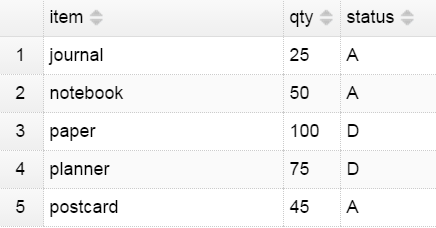 item qty status
1 journal 25 A
2 notebook 50 A
3 paper 100 D
4 planner 75 D
5 postcard 45 A